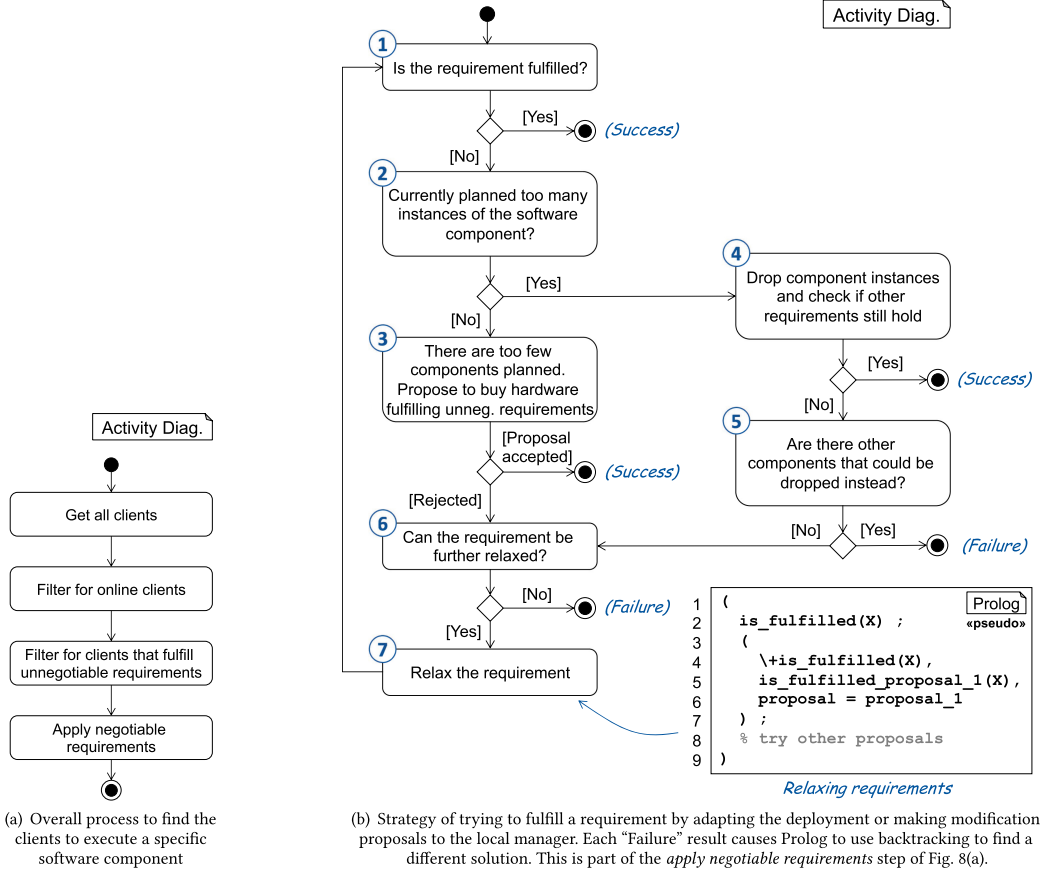 Activity Diag.
1
Is the requirement fulfilled?
[Yes]
(Success)
[No]
2
Currently planned too many
instances of the software
component?
[Yes]
[No]
4
Drop component instances
and check if other
requirements still hold
[Yes]
(Success)
[No]
3
There are too few
components planned.
Propose to buy hardware
fulfilling unneg. requirements
[Proposal
accepted]
(Success)
[Rejected]
5
Are there other
components that could be
dropped instead?
[No]
[Yes]
(Failure)
6
Can the requirement be
further relaxed?
[No]
(Failure)
[Yes]
7
Relax the requirement
Prolog
«pseudo»
1 (
2 is_fulfilled(X) ;
3 (
4 \+is_fulfilled(X),
5 is_fulfilled_proposal_1(X),
6 proposal = proposal_1
7 ) ;
8 % try other proposals
9 )
Relaxing requirements
Activity Diag.
Get all clients
Filter for online clients
Filter for clients that fulfill
unnegotiable requirements
Apply negotiable
requirements
(a) Overall process to find the
clients to execute a specific
software component
(b) Strategy of trying to fulfill a requirement by adapting the deployment or making modification
proposals to the local manager. Each “Failure” result causes Prolog to use backtracking to find a
different solution. This is part of the apply negotiable requirements step of Fig. 8(a).